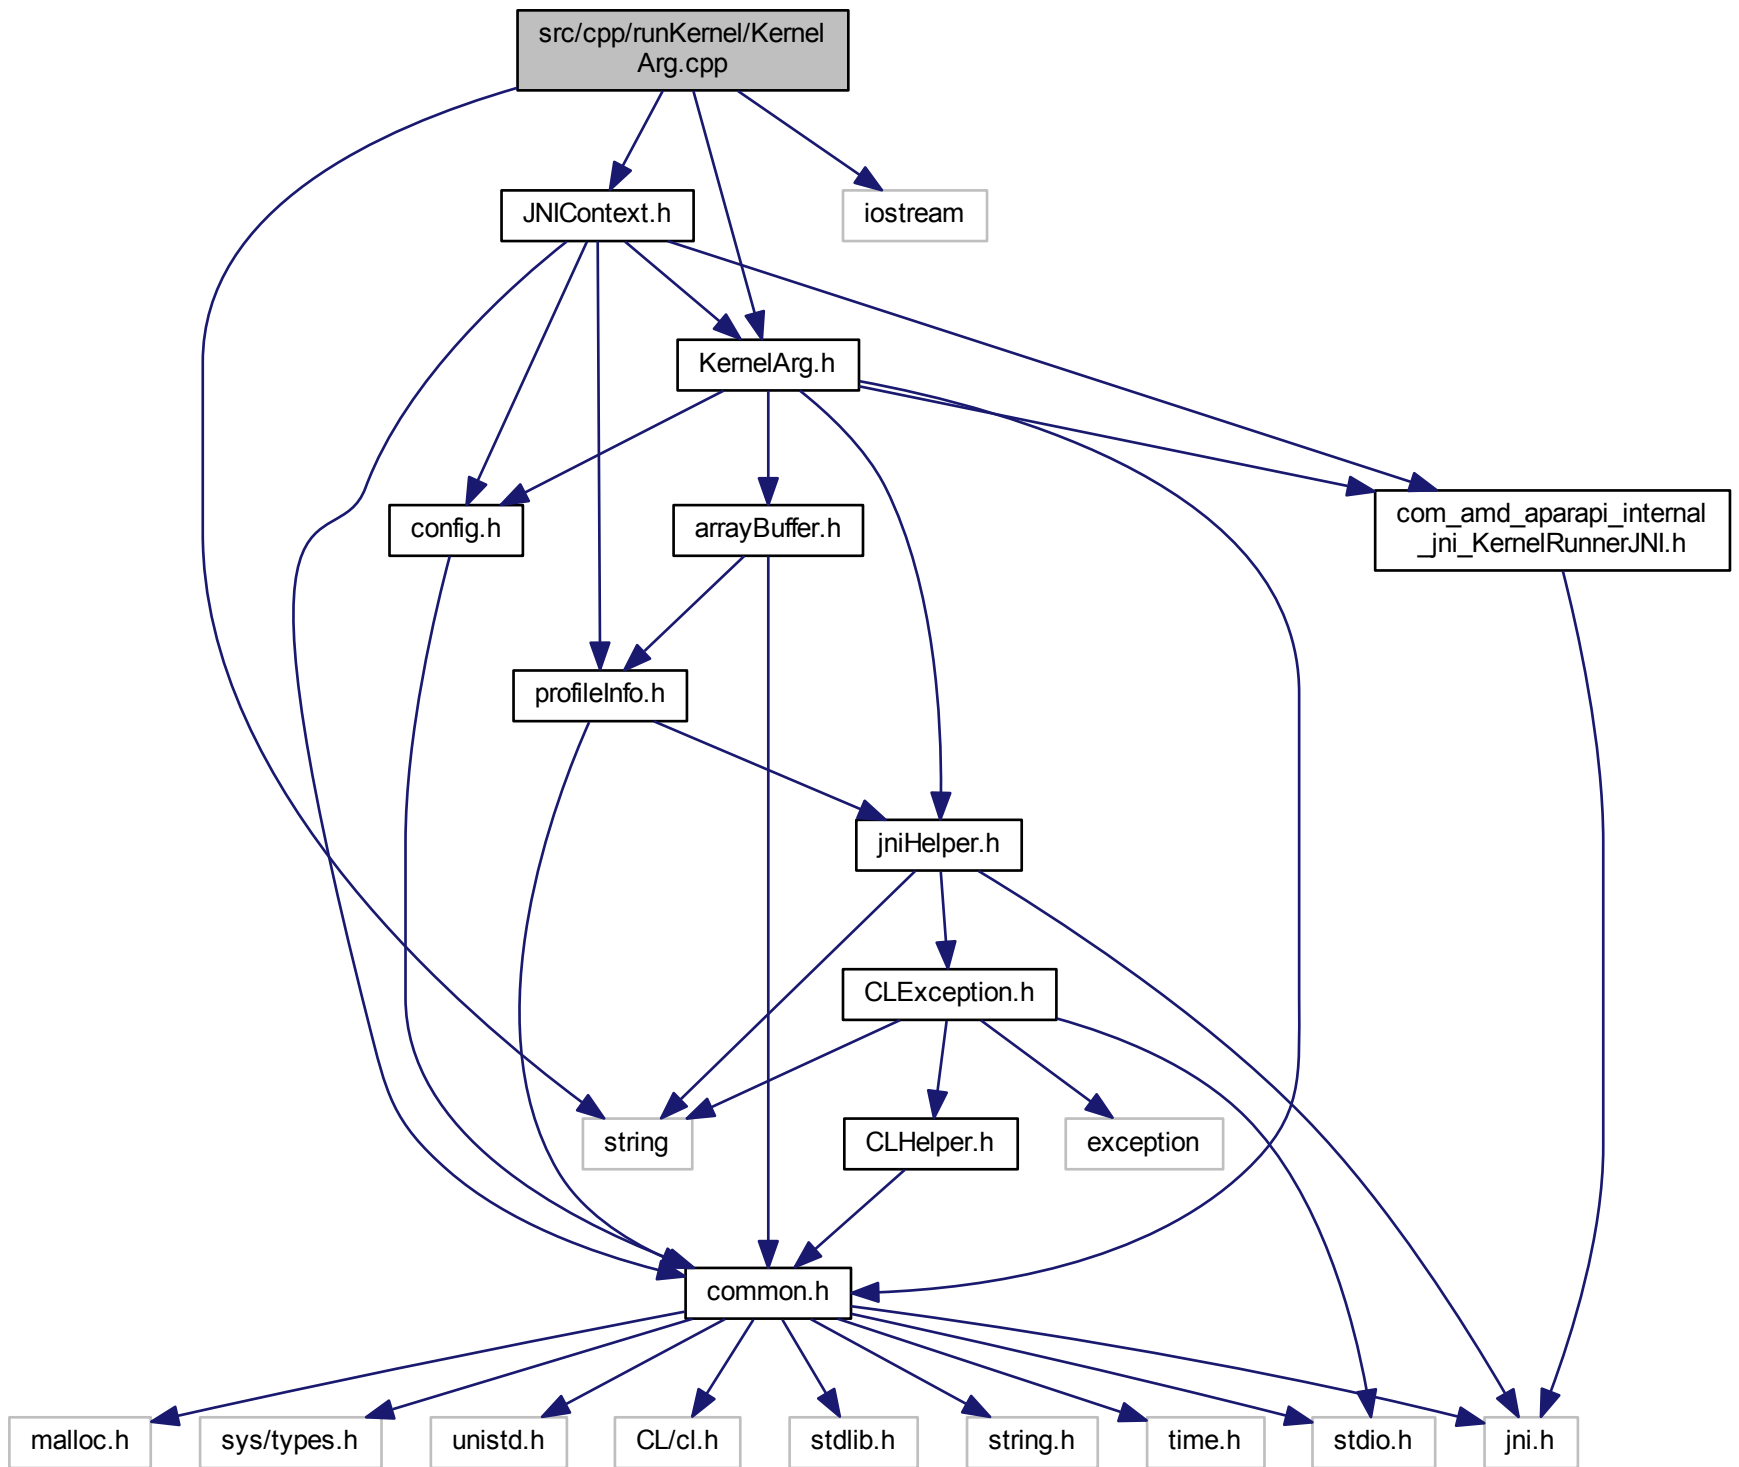 src/cpp/runKernel/Kernel
Arg.cpp
JNIContext.h
iostream
KernelArg.h
config.h
arrayBuffer.h
com_amd_aparapi_internal
_jni_KernelRunnerJNI.h
profileInfo.h
jniHelper.h
CLException.h
string
CLHelper.h
exception
common.h
malloc.h
sys/types.h
unistd.h
CL/cl.h
stdlib.h
string.h
time.h
stdio.h
jni.h